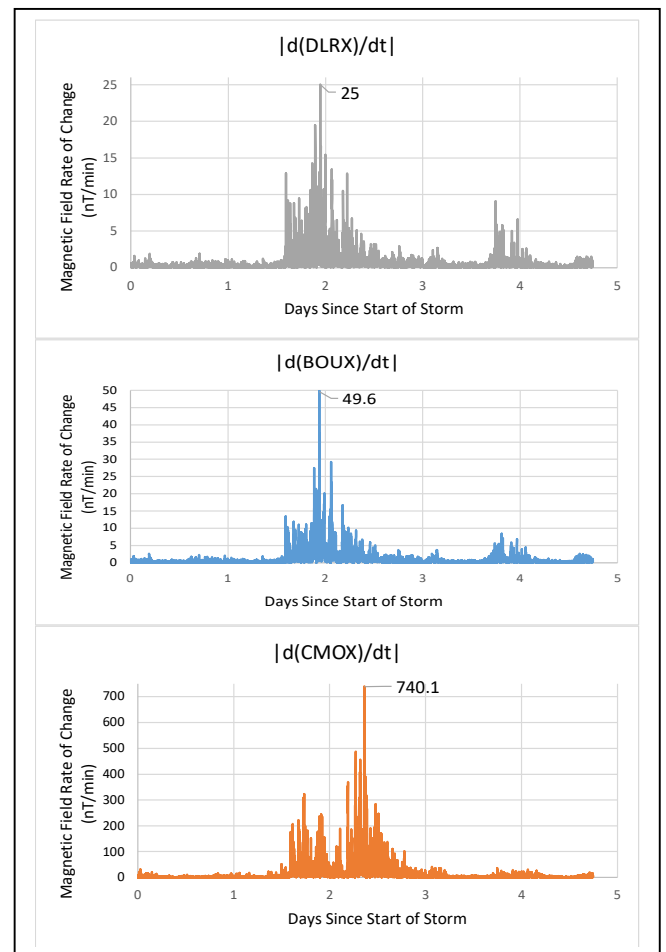 |d(DLRX)/dt|
Magnetic Field Rate of Change
(nT/min)
25
20
15
10
5
0
25
0 1 2 3 4 5
Days Since Start of Storm
|d(BOUX)/dt|
Magnetic Field Rate of Change
(nT/min)
50
45
40
35
30
25
20
15
10
5
0
49.6
0 1 2 3 4 5
Days Since Start of Storm
|d(CMOX)/dt|
Magnetic Field Rate of Change
(nT/min)
700
600
500
400
300
200
100
0
740.1
0 1 2 3 4 5
Days Since Start of Storm